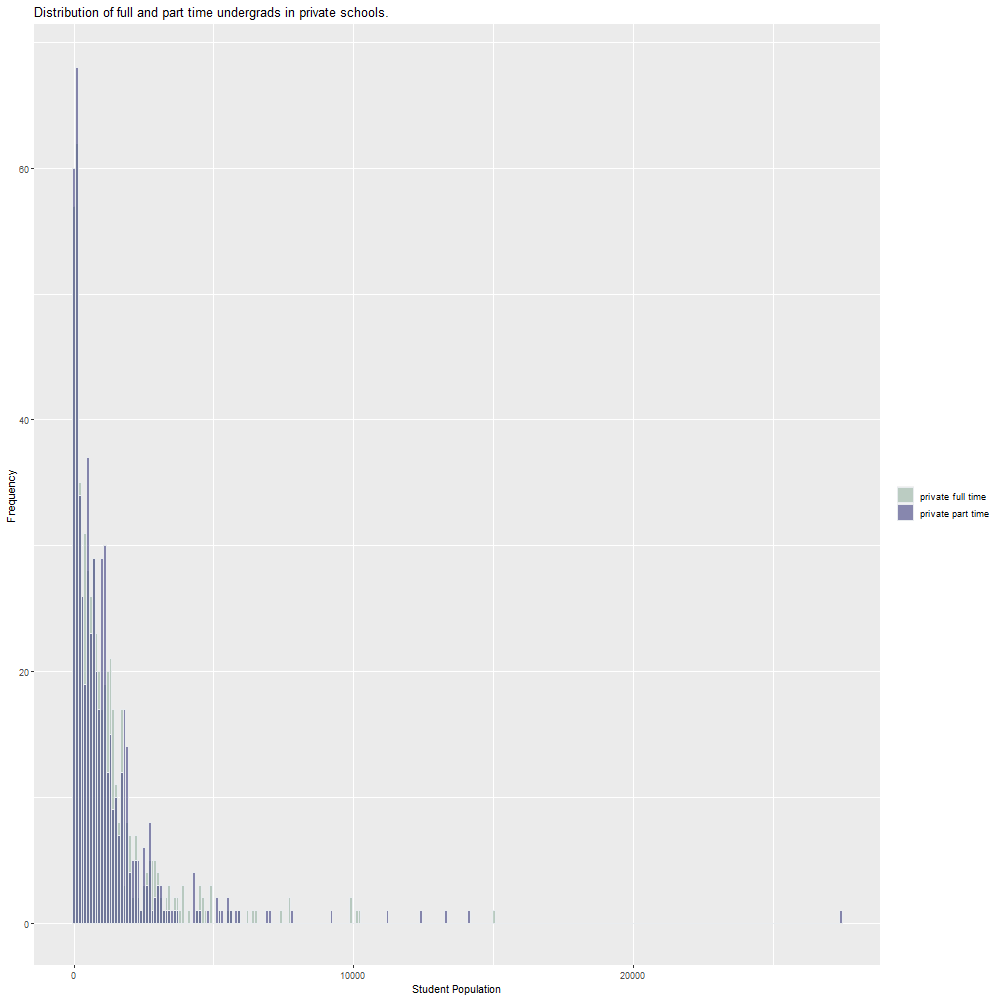 Distribution of full and part time undergrads in private schools.
60
40
20
0
Frequency
0 10000 20000
Student Population
private full time
private part time